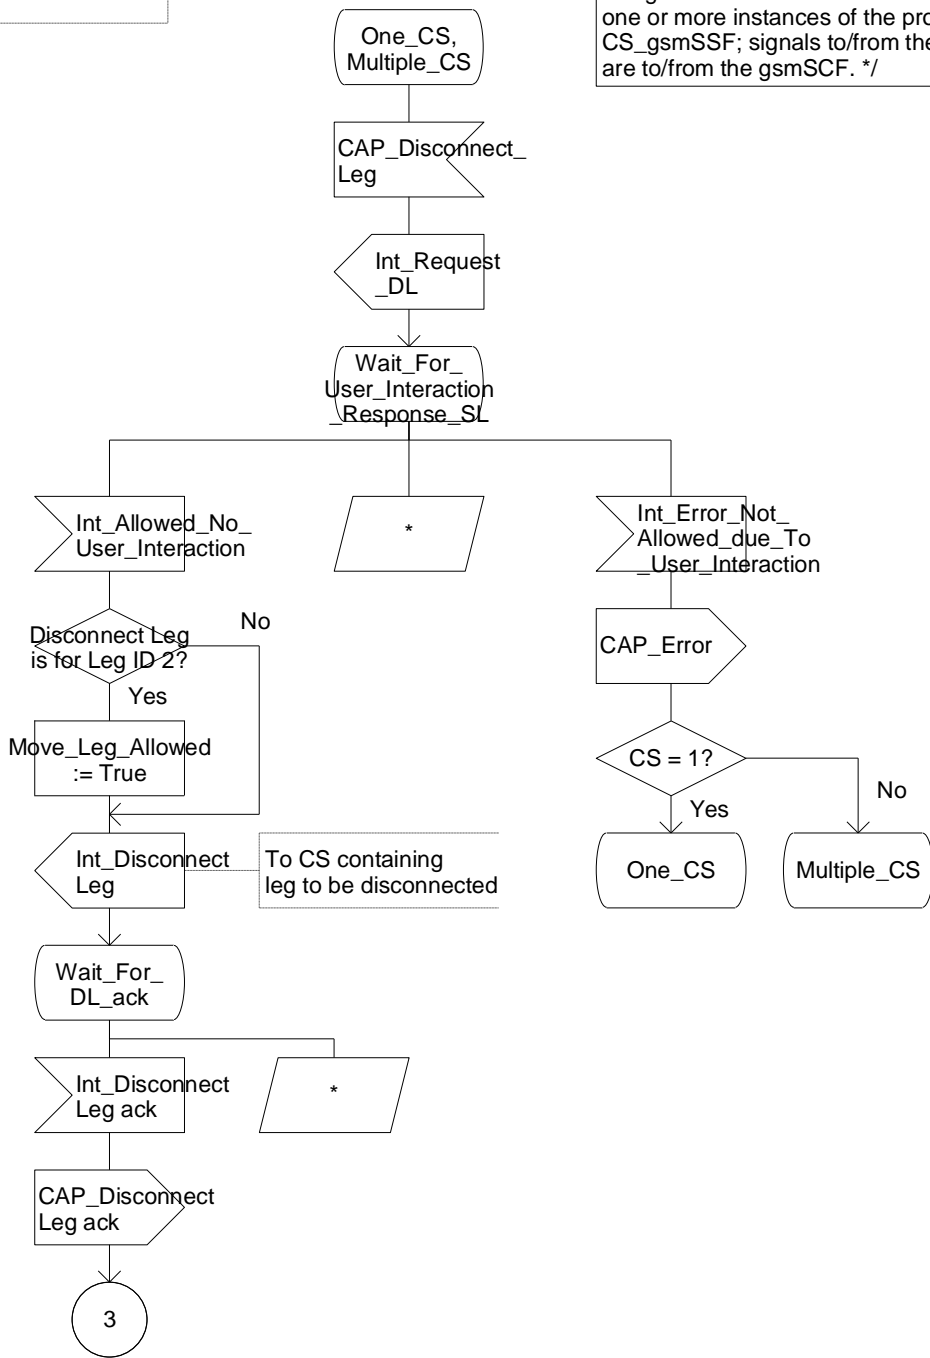 one or more instances of the pro
CS_gsmSSF; signals to/from the
are to/from the gsmSCF. */
One_CS,
Multiple_CS
CAP_Disconnect_
Leg
Int_Request
_DL
Wait_For_
User_Interaction
_Response_SL
Int_Allowed_No_
User_Interaction
*
Int_Error_Not_
Allowed_due_To
_User_Interaction
Disconnect Leg
is for Leg ID 2?
No
Yes
CAP_Error
Move_Leg_Allowed
:= True
CS = 1?
No
Yes
Int_Disconnect
Leg
To CS containing
leg to be disconnected
One_CS
Multiple_CS
Wait_For_
DL_ack
Int_Disconnect
Leg ack
*
CAP_Disconnect
Leg ack
3